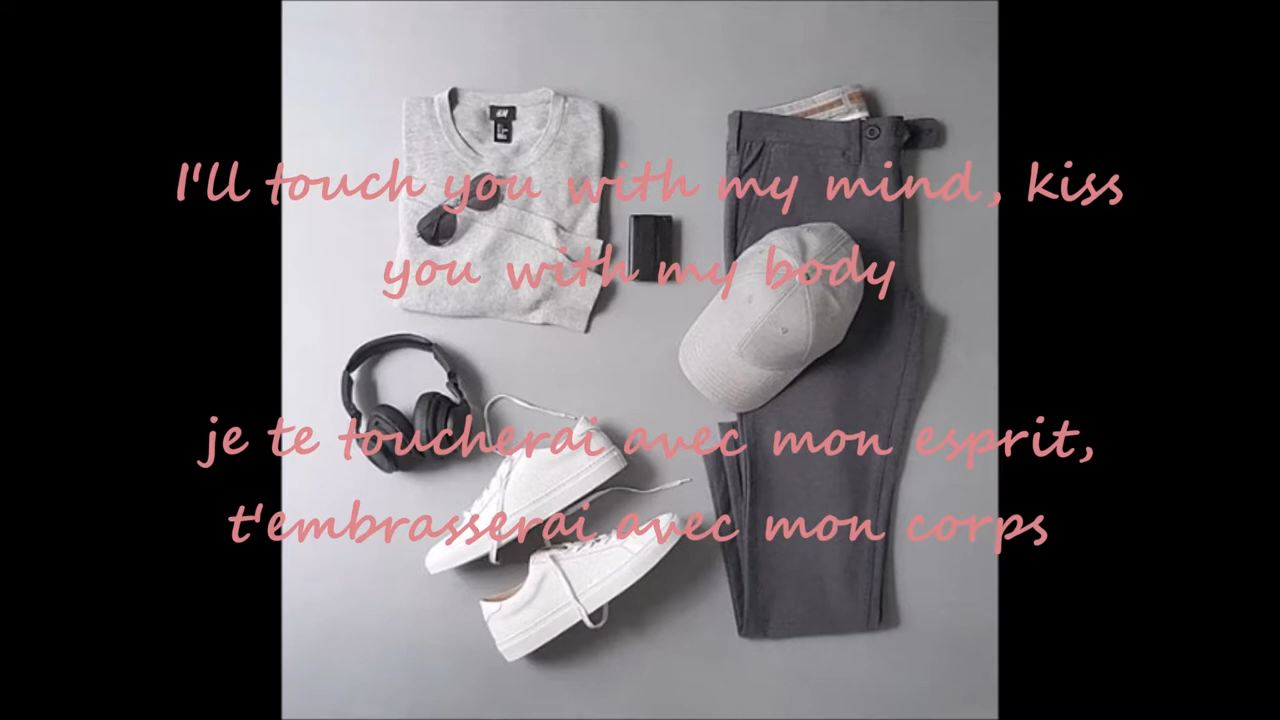 H&M
I'll touch you with my mind, kiss
you with my body
je te toucherai avec mon esprit,
t'embrasserai avec mon corps